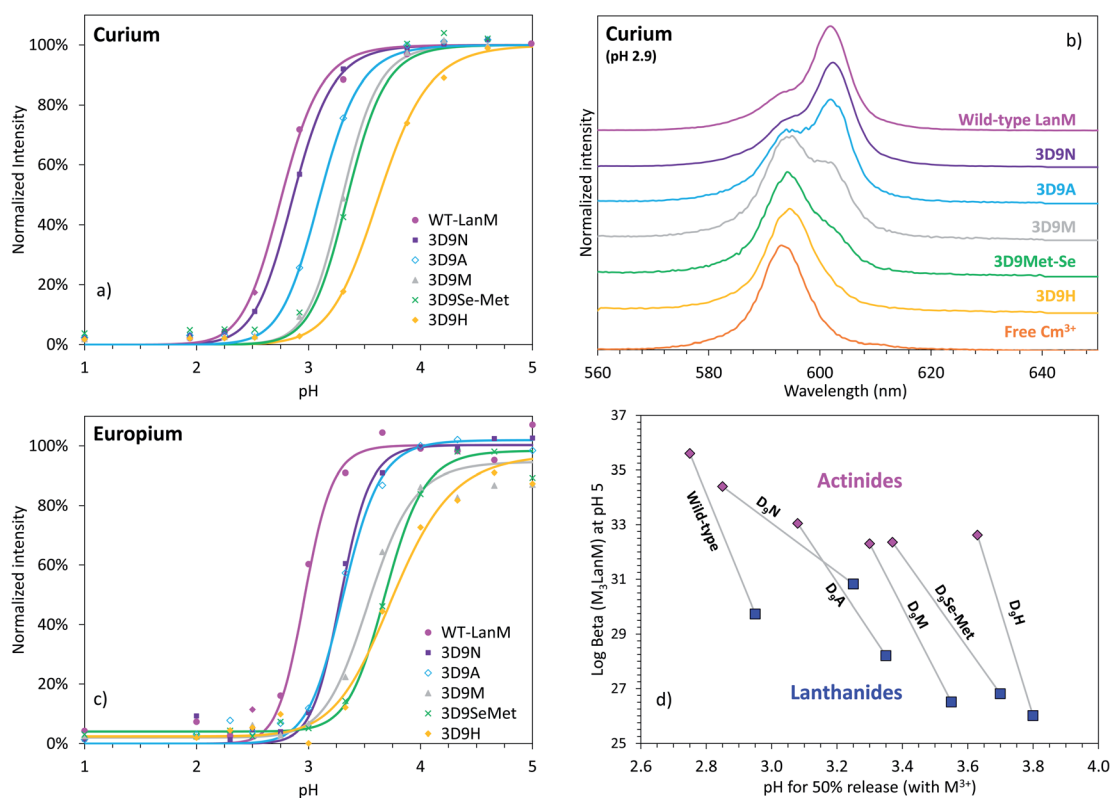 Curium
a)
Normalized Intensity
100%
80%
60%
40%
20%
0%
1
2
3
4
5
pH
WT-LanM
3D9N
3D9A
3D9M
3D9Se-Met
3D9H
Curium
(pH 2.9)
b)
Normalized intensity
Wild-type LanM
3D9N
3D9A
3D9M
3D9Met-Se
3D9H
Free Cm³⁺
560
580
600
620
640
Wavelength (nm)
Europium
c)
Normalized intensity
100%
80%
60%
40%
20%
0%
1
2
3
4
5
pH
WT-LanM
3D9N
3D9A
3D9M
3D9SeMet
3D9H
Log Beta (M₃LanM) at pH 5
37
35
33
31
29
27
25
Actinides
Wild-type
D₉N
D₉A
D₉M
D₉Se-Met
D₉H
Lanthanides
d)
2.6
2.8
3.0
3.2
3.4
3.6
3.8
4.0
pH for 50% release (with M³⁺)